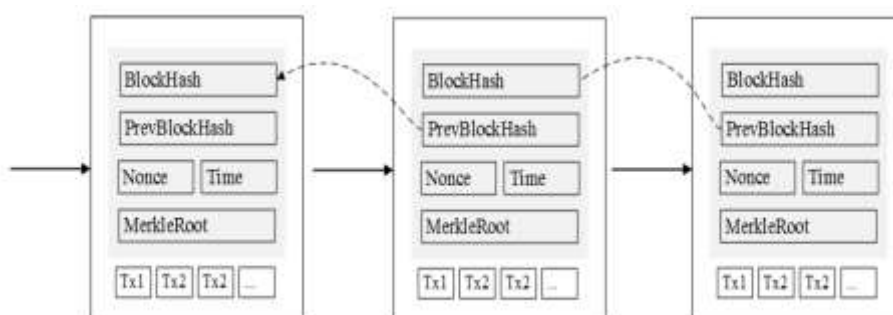 BlockHash
PrevBlockHash
Nonce Time
MerkleRoot
Tx1 Tx2 Tx2 ...
BlockHash
PrevBlockHash
Nonce Time
MerkleRoot
Tx1 Tx2 Tx2 ...
BlockHash
PrevBlockHash
Nonce Time
MerkleRoot
Tx1 Tx2 Tx2 ...